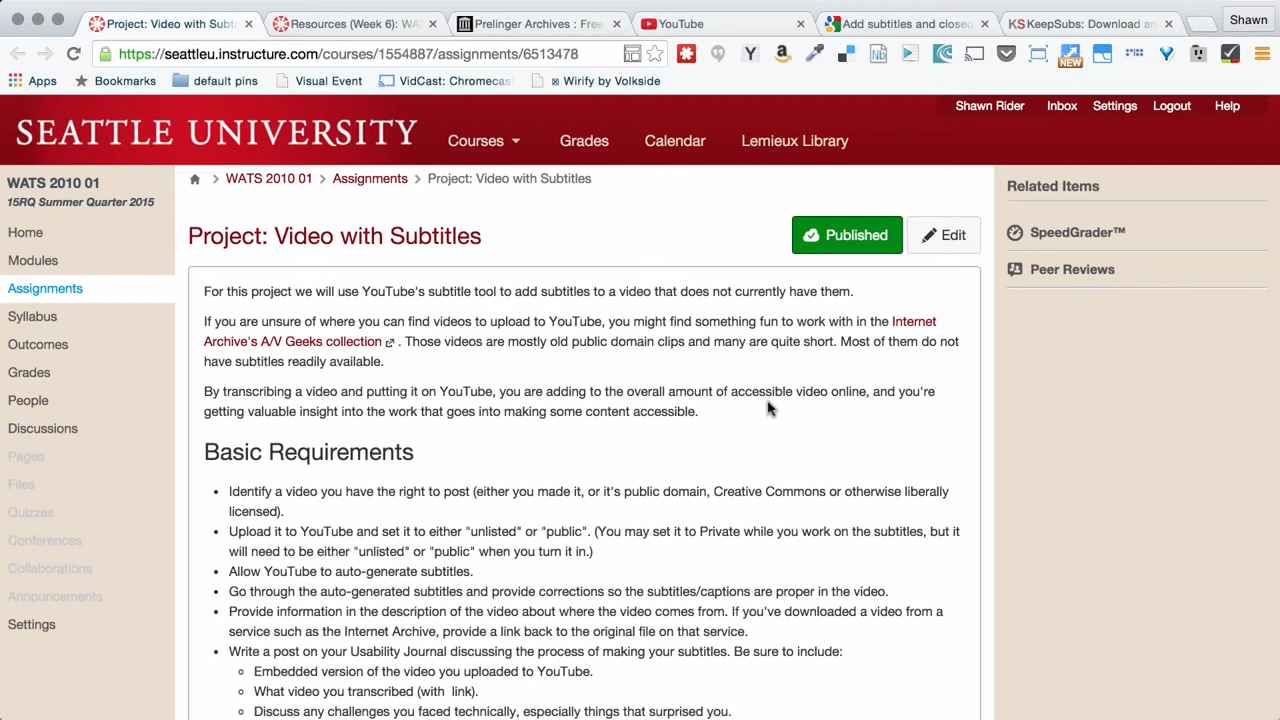 Project: Video with Subti
Resources (Week 6): WA
Prelinger Archives : Free
YouTube
Add subtitles and closed
KeepSubs: Download an
Shawn
https://seattleu.instructure.com/courses/1554887/assignments/6513478
NEW
Apps
Bookmarks
default pins
Visual Event
VidCast: Chromecas
Wirify by Volkside
Shawn Rider
Inbox
Settings
Logout
Help
SEATTLE UNIVERSITY
Courses
Grades
Calendar
Lemieux Library
WATS 2010 01
15RQ Summer Quarter 2015
Home
Modules
Assignments
Syllabus
Outcomes
Grades
People
Discussions
Pages
Files
Quizzes
Conferences
Collaborations
Announcements
Settings
WATS 2010 01 > Assignments > Project: Video with Subtitles
Project: Video with Subtitles
Published
Edit
For this project we will use YouTube's subtitle tool to add subtitles to a video that does not currently have them.
If you are unsure of where you can find videos to upload to YouTube, you might find something fun to work with in the Internet
Archive's A/V Geeks collection . Those videos are mostly old public domain clips and many are quite short. Most of them do not
have subtitles readily available.
By transcribing a video and putting it on YouTube, you are adding to the overall amount of accessible video online, and you're
getting valuable insight into the work that goes into making some content accessible.
Basic Requirements
• Identify a video you have the right to post (either you made it, or it's public domain, Creative Commons or otherwise liberally
licensed).
• Upload it to YouTube and set it to either "unlisted" or "public". (You may set it to Private while you work on the subtitles, but it
will need to be either "unlisted" or "public" when you turn it in.)
• Allow YouTube to auto-generate subtitles.
• Go through the auto-generated subtitles and provide corrections so the subtitles/captions are proper in the video.
• Provide information in the description of the video about where the video comes from. If you've downloaded a video from a
service such as the Internet Archive, provide a link back to the original file on that service.
• Write a post on your Usability Journal discussing the process of making your subtitles. Be sure to include:
Embedded version of the video you uploaded to YouTube.
What video you transcribed (with link).
Discuss any challenges you faced technically, especially things that surprised you.
Related Items
SpeedGrader™
Peer Reviews